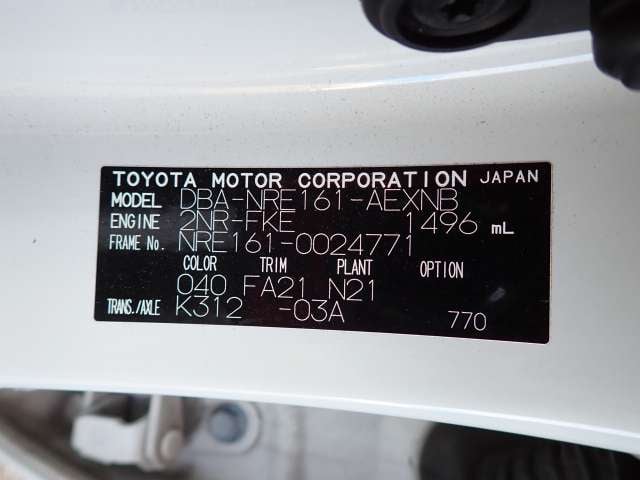 TOYOTA MOTOR CORPORATION JAPAN
MODEL DBA-NRE161-AEXNB
ENGINE 2NR-FKE 1496 mL
FRAME No. NRE161-0024771
COLOR TRIM PLANT OPTION
040 FA21 N21
TRANS./AXLE K312 -03A 770